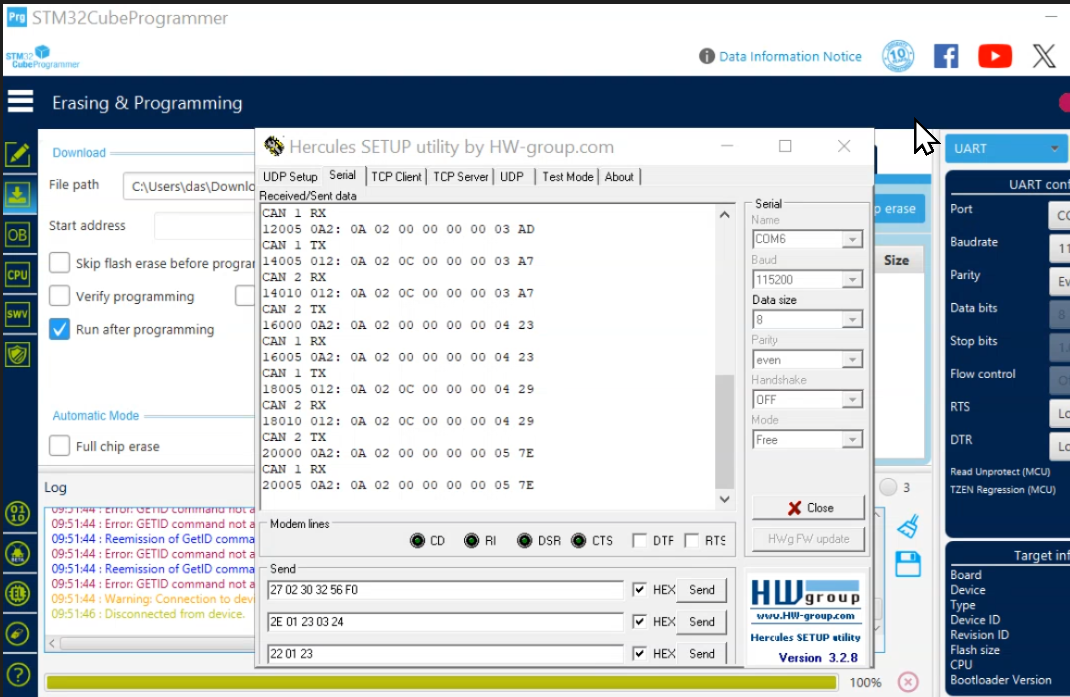 Prg STM32CubeProgrammer
STM32
CubeProgrammer
Data Information Notice
10
Erasing & Programming
Download
File path
C:\Users\das\Downlo
Start address
Skip flash erase before progra
Verify programming
Run after programming
Automatic Mode
Full chip erase
OB
CPU
SWV
Hercules SETUP utility by HW-group.com
UDP Setup Serial TCP Client TCP Server UDP Test Mode About
Received/Sent data
CAN 1 RX
12005 0A2: 0A 02 00 00 00 00 03 AD
CAN 1 TX
14005 012: 0A 02 0C 00 00 00 03 A7
CAN 2 RX
14010 012: 0A 02 0C 00 00 00 03 A7
CAN 2 TX
16000 0A2: 0A 02 00 00 00 00 04 23
CAN 1 RX
16005 0A2: 0A 02 00 00 00 00 04 23
CAN 1 TX
18005 012: 0A 02 0C 00 00 00 04 29
CAN 2 RX
18010 012: 0A 02 0C 00 00 00 04 29
CAN 2 TX
20000 0A2: 0A 02 00 00 00 00 05 7E
CAN 1 RX
20005 0A2: 0A 02 00 00 00 00 05 7E
Serial
Name
COM6
Baud
115200
Data size
8
Parity
even
Handshake
OFF
Mode
Free
Close
HWg FW update
Modem lines
CD RI DSR CTS DTR RTS
Send
27 02 30 32 56 F0 HEX Send
2E 01 23 03 24 HEX Send
22 01 23 HEX Send
HW group
www.HW-group.com
Hercules SETUP utility
Version 3.2.8
p erase
Size
3
UART
UART conf
Port
CO
Baudrate
11
Parity
Ev
Data bits
8
Stop bits
Flow control
RTS
Lo
DTR
Lo
Read Unprotect (MCU)
TZEN Regression (MCU)
Target inf
Board
Device
Type
Device ID
Revision ID
Flash size
CPU
Bootloader Version
Log
09:51:44 : Error: GETID command not a
09:51:44 : Error: GETID command not a
09:51:44 : Reemission of GetID comma
09:51:44 : Error: GETID command not a
09:51:44 : Reemission of GetID comma
09:51:44 : Error: GETID command not a
09:51:44 : Warning: Connection to devi
09:51:46 : Disconnected from device.
100%